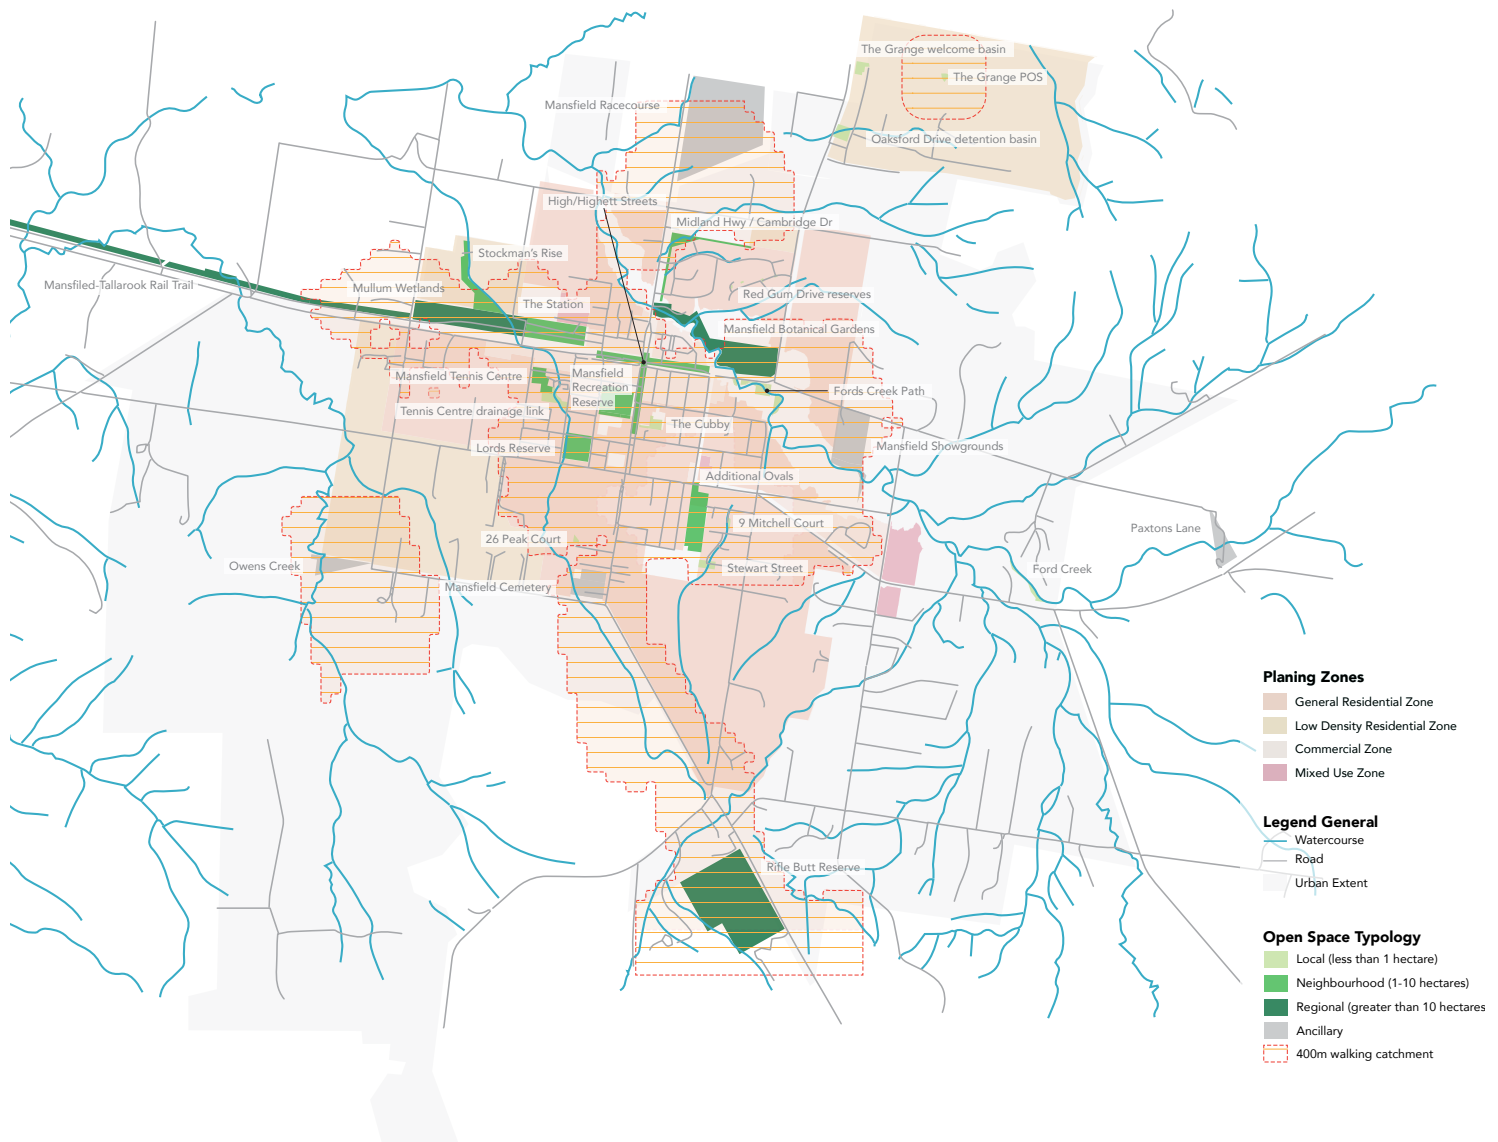 The Grange welcome basin
The Grange POS
Mansfield Racecourse
Oaksford Drive detention basin
High/Highett Streets
Midland Hwy / Cambridge Dr
Stockman's Rise
Mansfiled-Tallarook Rail Trail
Mullum Wetlands
Red Gum Drive reserves
The Station
Mansfield Botanical Gardens
Mansfield Tennis Centre
Mansfield
Recreation
Reserve
Fords Creek Path
Tennis Centre drainage link
The Cubby
Lords Reserve
Mansfield Showgrounds
Additional Ovals
9 Mitchell Court
Paxtons Lane
26 Peak Court
Owens Creek
Stewart Street
Ford Creek
Mansfield Cemetery
Rifle Butt Reserve
Planing Zones
General Residential Zone
Low Density Residential Zone
Commercial Zone
Mixed Use Zone
Legend General
Watercourse
Road
Urban Extent
Open Space Typology
Local (less than 1 hectare)
Neighbourhood (1-10 hectares)
Regional (greater than 10 hectares
Ancillary
400m walking catchment